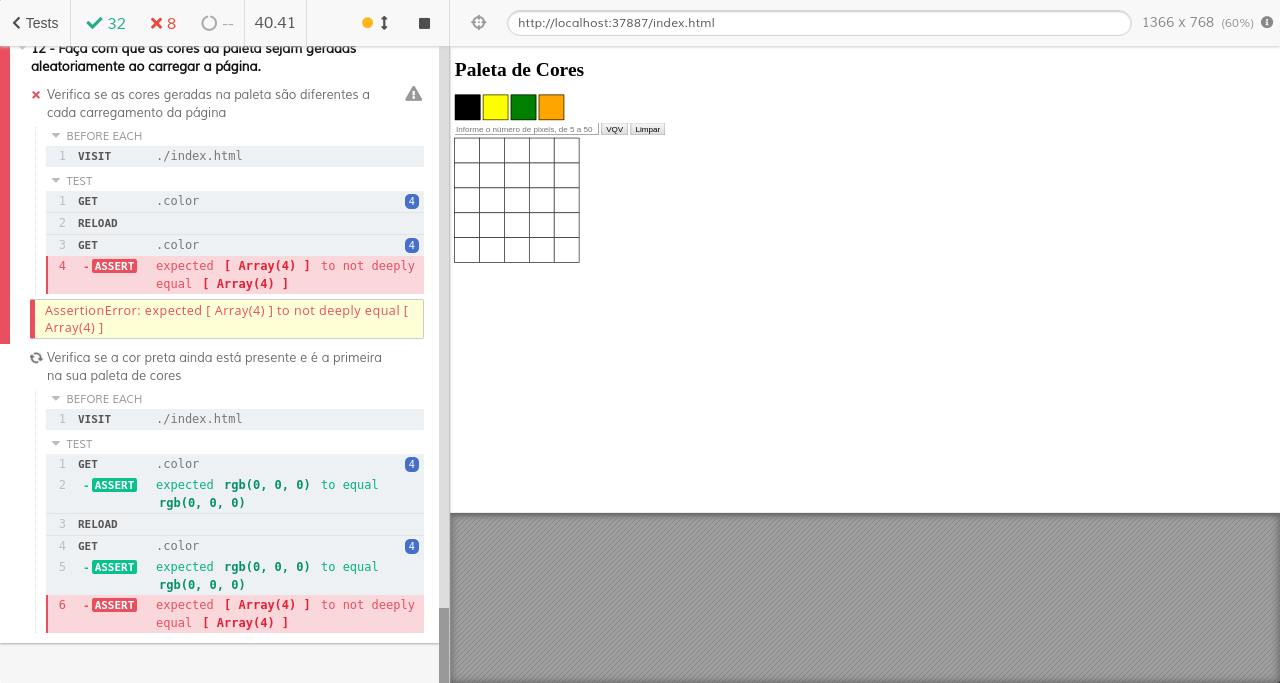 Tests 32 8 -- 40.41
http://localhost:37887/index.html 1366 x 768 (60%)
12 - Faça com que as cores da paleta sejam geradas
aleatoriamente ao carregar a página.
Verifica se as cores geradas na paleta são diferentes a
cada carregamento da página
BEFORE EACH
1 VISIT ./index.html
TEST
1 GET .color 4
2 RELOAD
3 GET .color 4
4 -ASSERT expected [ Array(4) ] to not deeply
equal [ Array(4) ]
AssertionError: expected [ Array(4) ] to not deeply equal [
Array(4) ]
Verifica se a cor preta ainda está presente e é a primeira
na sua paleta de cores
BEFORE EACH
1 VISIT ./index.html
TEST
1 GET .color 4
2 -ASSERT expected rgb(0, 0, 0) to equal
rgb(0, 0, 0)
3 RELOAD
4 GET .color 4
5 -ASSERT expected rgb(0, 0, 0) to equal
rgb(0, 0, 0)
6 -ASSERT expected [ Array(4) ] to not deeply
equal [ Array(4) ]
Paleta de Cores
Informe o número de pixels, de 5 a 50 VQV Limpar